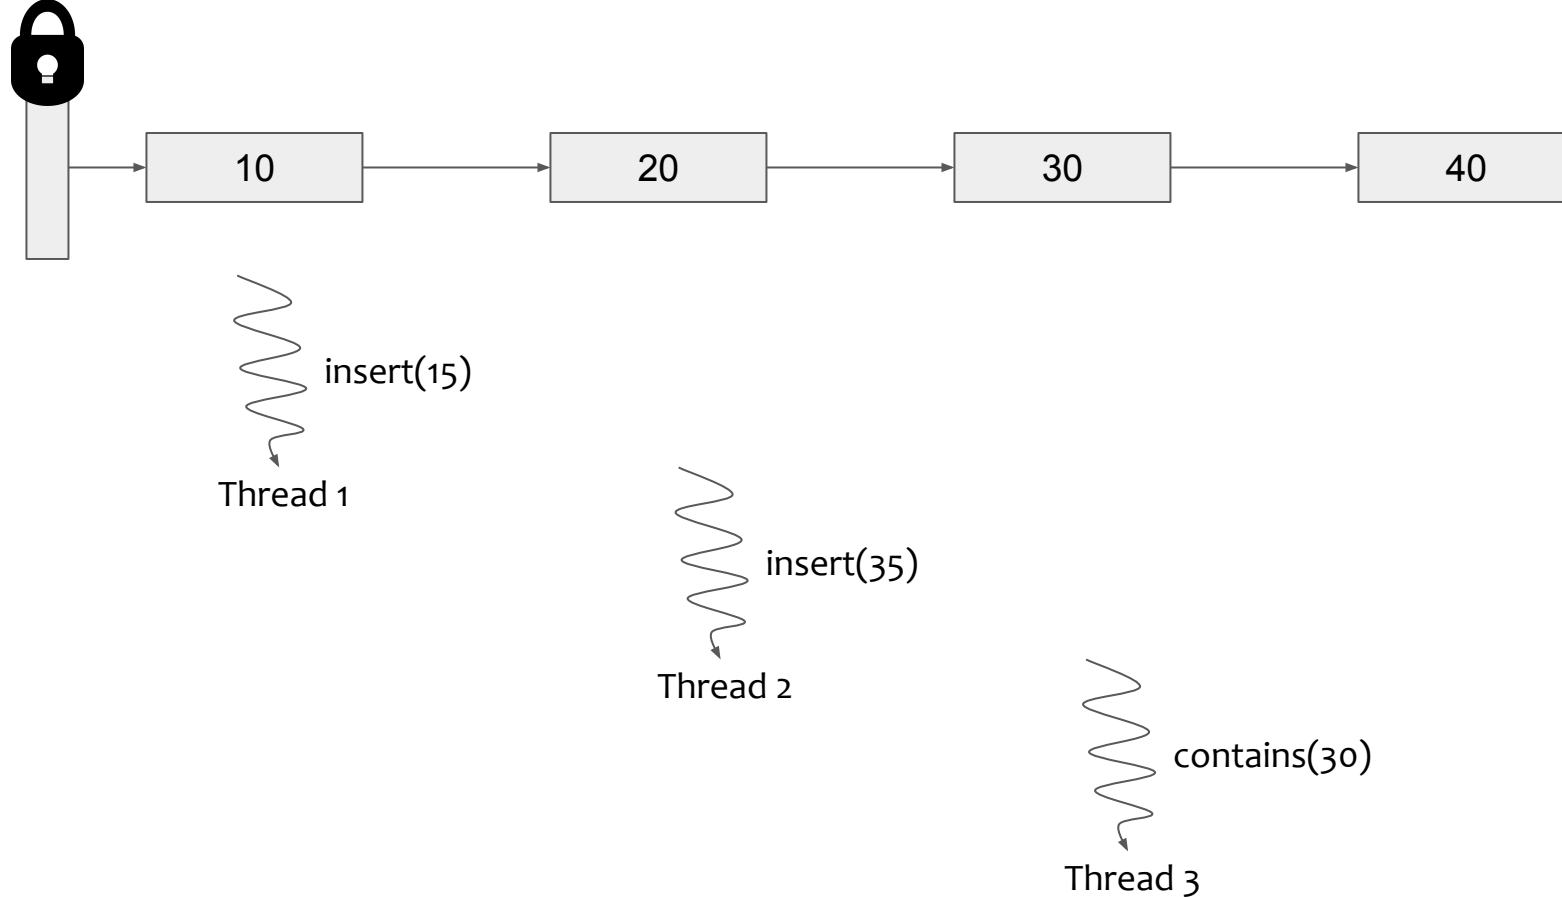 10
20
30
40
insert(15)
Thread 1
insert(35)
Thread 2
contains(30)
Thread 3